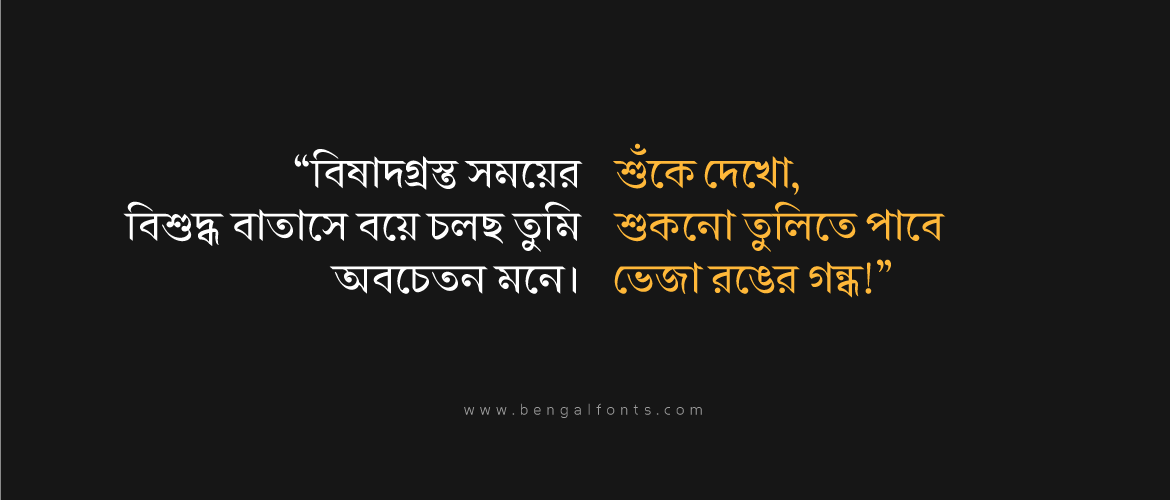 “বিষাদগ্রস্ত সময়ের
বিশুদ্ধ বাতাসে বয়ে চলছ তুমি
অবচেতন মনে।
শুঁকে দেখো,
শুকনো তুলিতে পাবে
ভেজা রঙের গন্ধ!”
www.bengalfonts.com